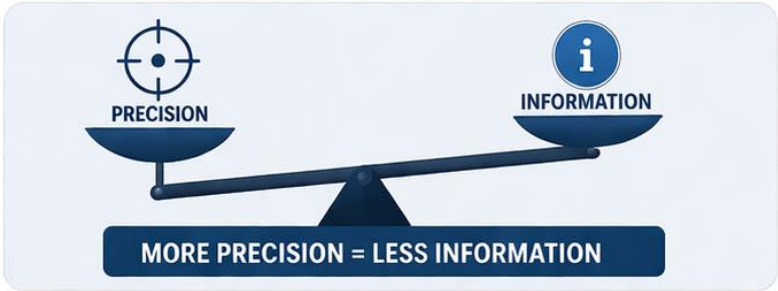 i
PRECISION
INFORMATION
MORE PRECISION = LESS INFORMATION